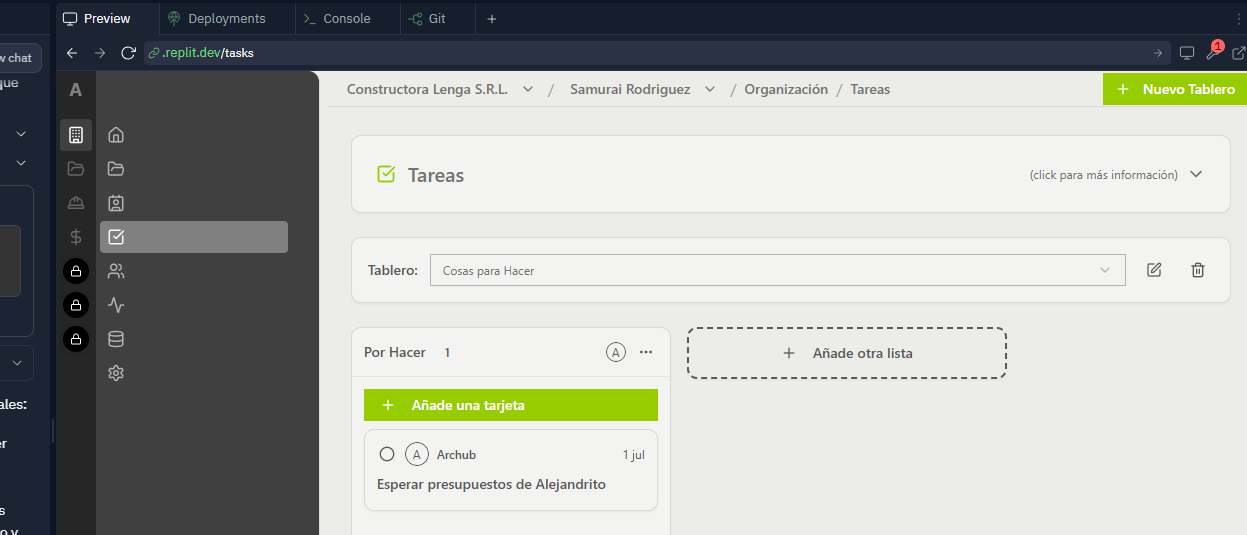 Preview
Deployments
Console
Git
w chat
.replit.dev/tasks
1
que
A
Constructora Lenga S.R.L.
/
Samurai Rodriguez
/
Organización
/
Tareas
Nuevo Tablero
Tareas
(click para más información)
Tablero:
Cosas para Hacer
Por Hacer
1
A
Añade otra lista
Añade una tarjeta
A
Archub
1 jul
Esperar presupuestos de Alejandrito
ales:
er
s
o y